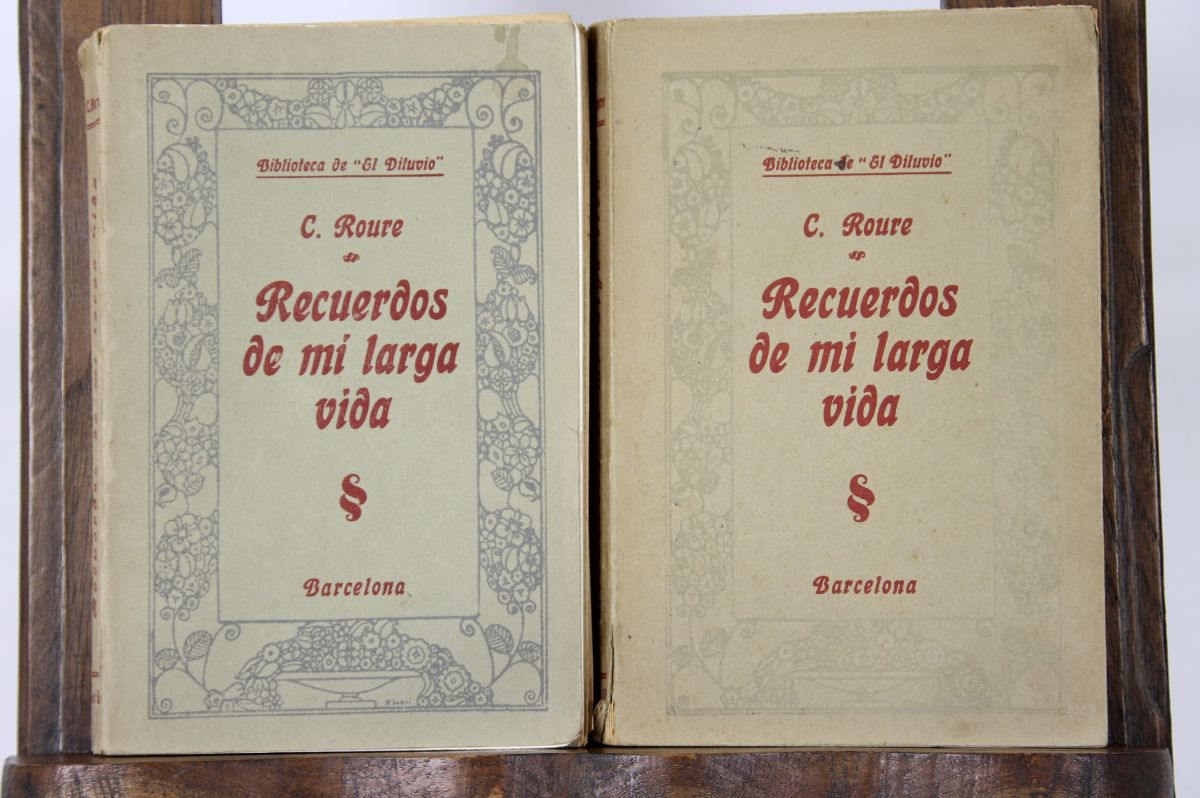 Biblioteca de "El Diluvio"
C. Roure
Recuerdos
de mi larga
vida
§
Barcelona
Biblioteca de "El Diluvio"
C. Roure
Recuerdos
de mi larga
vida
§
Barcelona